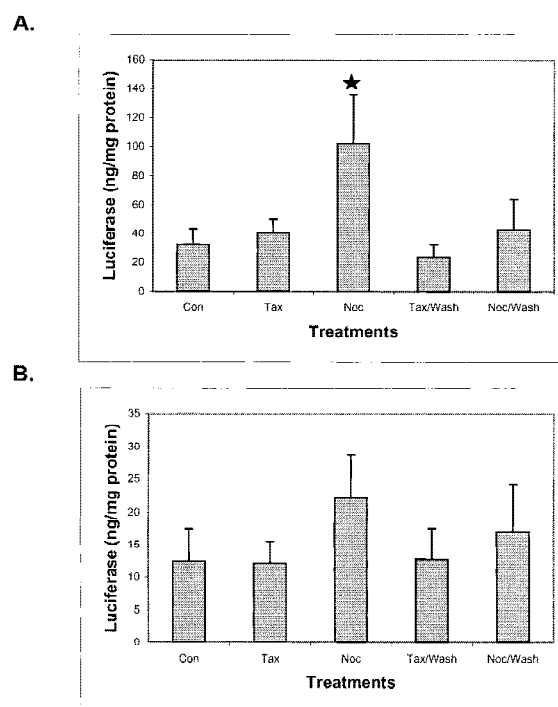 A.
Luciferase (ng/mg protein)
160
140
120
100
80
60
40
20
0
Con Tax Noc Tax/Wash Noc/Wash
Treatments
B.
Luciferase (ng/mg protein)
35
30
25
20
15
10
5
0
Con Tax Noc Tax/Wash Noc/Wash
Treatments